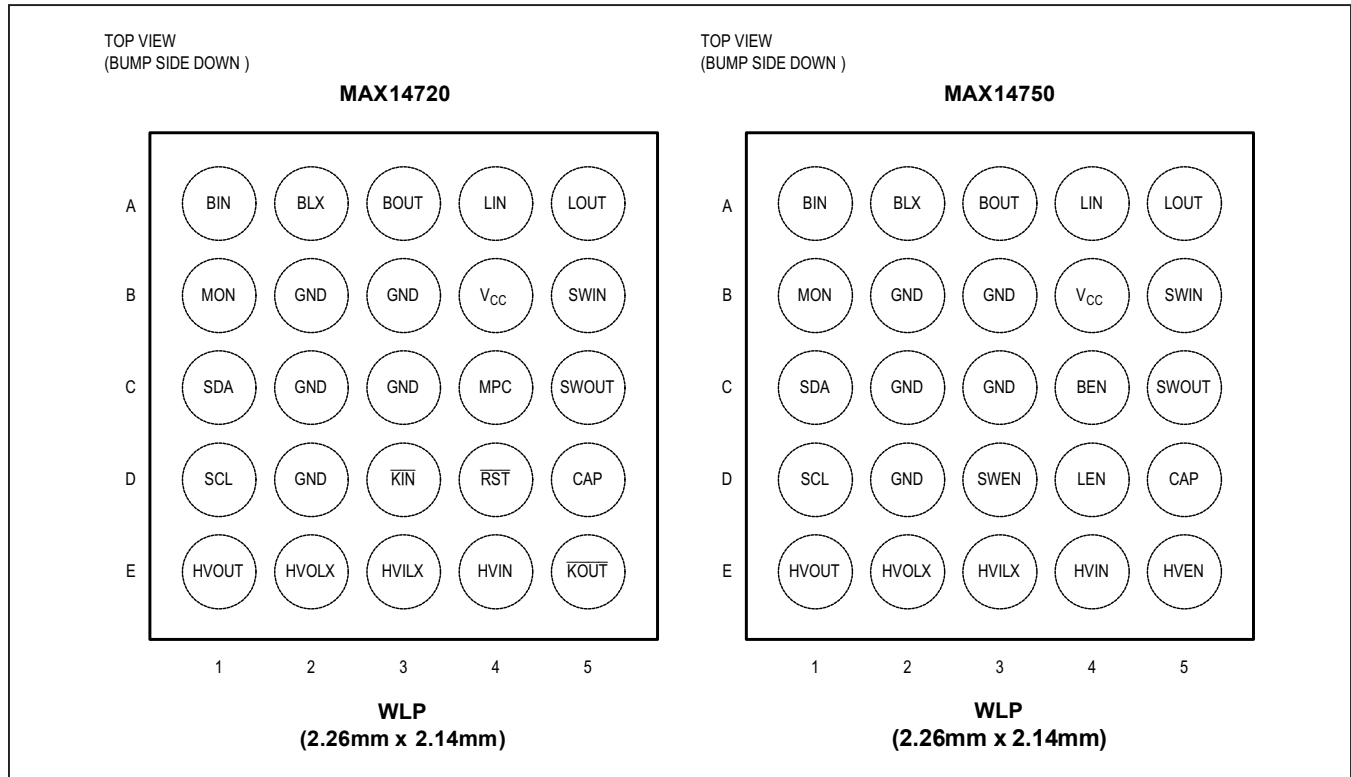 TOP VIEW
(BUMP SIDE DOWN )
MAX14720
A BIN BLX BOUT LIN LOUT
B MON GND GND VCC SWIN
C SDA GND GND MPC SWOUT
D SCL GND K̅I̅N̅ R̅S̅T̅ CAP
E HVOUT HVOLX HVILX HVIN K̅O̅U̅T̅
1 2 3 4 5
WLP
(2.26mm x 2.14mm)
TOP VIEW
(BUMP SIDE DOWN )
MAX14750
A BIN BLX BOUT LIN LOUT
B MON GND GND VCC SWIN
C SDA GND GND BEN SWOUT
D SCL GND SWEN LEN CAP
E HVOUT HVOLX HVILX HVIN HVEN
1 2 3 4 5
WLP
(2.26mm x 2.14mm)